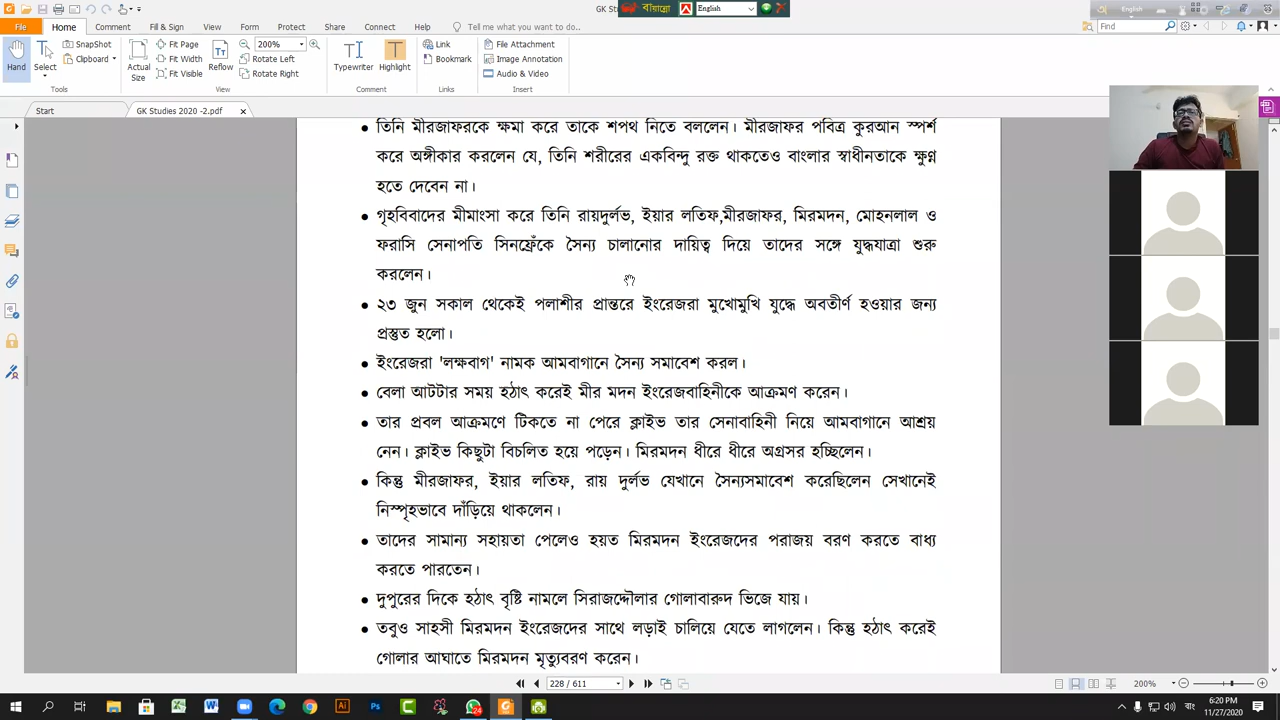 GK Stu
বায়ান্নো
English
English
File
Home
Comment
Fill & Sign
View
Form
Protect
Share
Connect
Help
Tell me what you want to do..
Find
Hand
Select
SnapShot
Clipboard
Actual Size
Fit Page
Fit Width
Fit Visible
Reflow
200%
Rotate Left
Rotate Right
Typewriter
Highlight
Link
Bookmark
File Attachment
Image Annotation
Audio & Video
Tools
View
Comment
Links
Insert
Start
GK Studies 2020 -2.pdf
তিনি মীরজাফরকে ক্ষমা করে তাকে শপথ নিতে বললেন। মীরজাফর পবিত্র কুরআন স্পর্শ
করে অঙ্গীকার করলেন যে, তিনি শরীরের একবিন্দু রক্ত থাকতেও বাংলার স্বাধীনতাকে ক্ষুণ্ণ
হতে দেবেন না।
গৃহবিবাদের মীমাংসা করে তিনি রায়দুর্লভ, ইয়ার লতিফ,মীরজাফর, মিরমদন, মোহনলাল ও
ফরাসি সেনাপতি সিনফ্রেঁকে সৈন্য চালানোর দায়িত্ব দিয়ে তাদের সঙ্গে যুদ্ধযাত্রা শুরু
করলেন।
২৩ জুন সকাল থেকেই পলাশীর প্রান্তরে ইংরেজরা মুখোমুখি যুদ্ধে অবতীর্ণ হওয়ার জন্য
প্রস্তুত হলো।
ইংরেজরা 'লক্ষবাগ' নামক আমবাগানে সৈন্য সমাবেশ করল।
বেলা আটটার সময় হঠাৎ করেই মীর মদন ইংরেজবাহিনীকে আক্রমণ করেন।
তার প্রবল আক্রমণে টিকতে না পেরে ক্লাইভ তার সেনাবাহিনী নিয়ে আমবাগানে আশ্রয়
নেন। ক্লাইভ কিছুটা বিচলিত হয়ে পড়েন। মিরমদন ধীরে ধীরে অগ্রসর হচ্ছিলেন।
কিন্তু মীরজাফর, ইয়ার লতিফ, রায় দুর্লভ যেখানে সৈন্যসমাবেশ করেছিলেন সেখানেই
নিস্পৃহভাবে দাঁড়িয়ে থাকলেন।
তাদের সামান্য সহায়তা পেলেও হয়ত মিরমদন ইংরেজদের পরাজয় বরণ করতে বাধ্য
করতে পারতেন।
দুপুরের দিকে হঠাৎ বৃষ্টি নামলে সিরাজদ্দৌলার গোলাবারুদ ভিজে যায়।
তবুও সাহসী মিরমদন ইংরেজদের সাথে লড়াই চালিয়ে যেতে লাগলেন। কিন্তু হঠাৎ করেই
গোলার আঘাতে মিরমদন মৃত্যুবরণ করেন।
228 / 611
200%
24
বাং
6:20 PM
11/27/2020